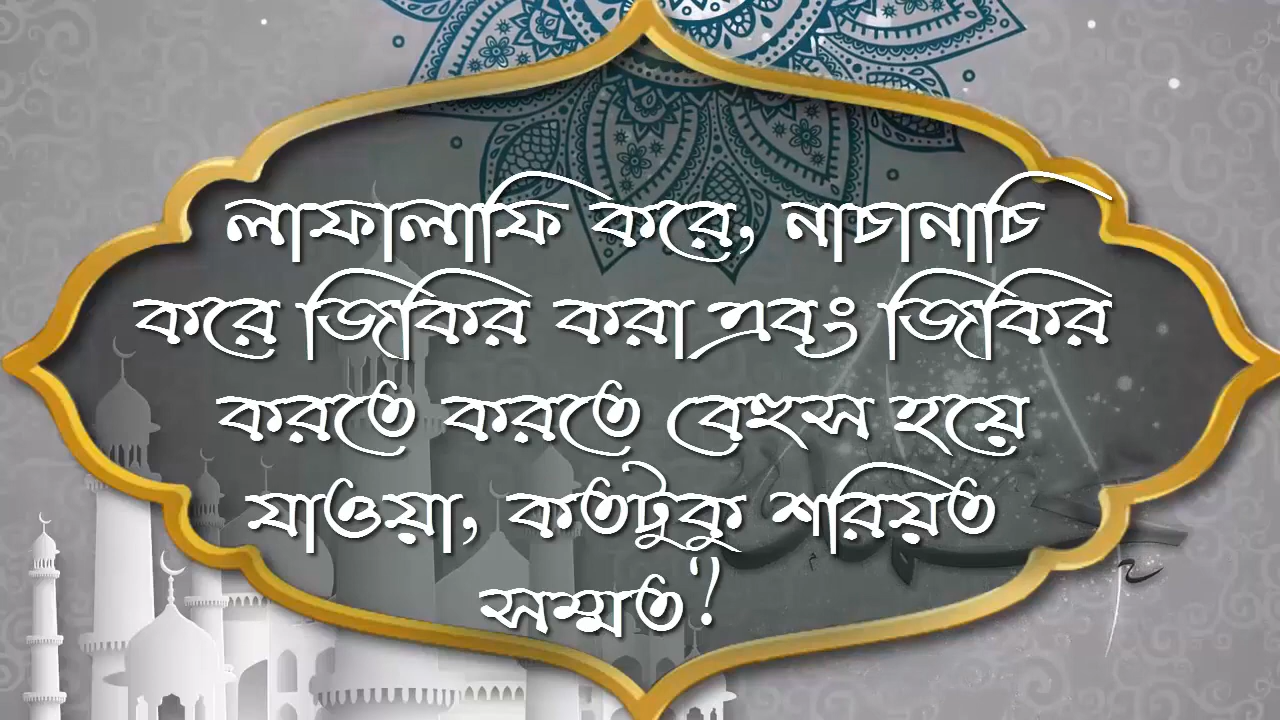 লাফালাফি করে, নাচানাচি
করে জিকির করা এবং জিকির
করতে করতে বেহুস হয়ে
যাওয়া, কতটুকু শরিয়ত
সম্মত?